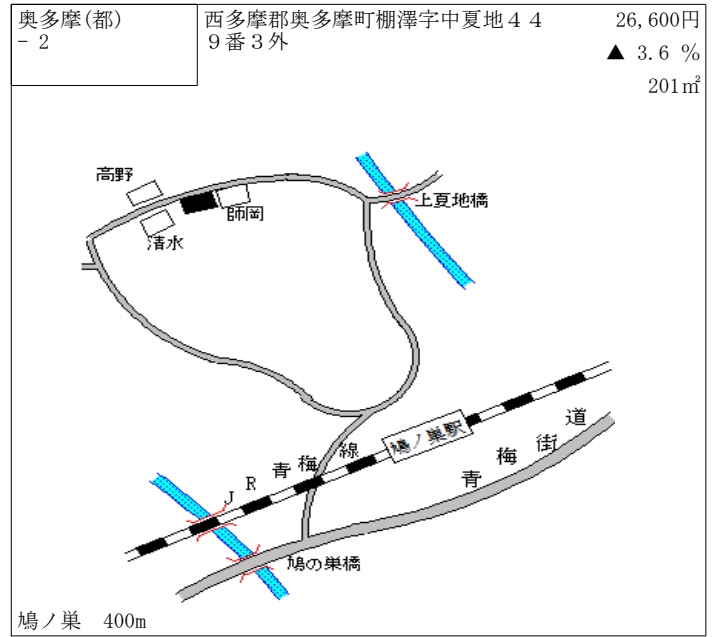 奥多摩(都)
－２
西多摩郡奥多摩町棚澤字中夏地４４
９番３外
26,600円
▲ 3.6 %
201㎡
高野
師岡
清水
上夏地橋
鳩ノ巣駅
ＪＲ青梅線
青梅街道
鳩の巣橋
鳩ノ巣 400m